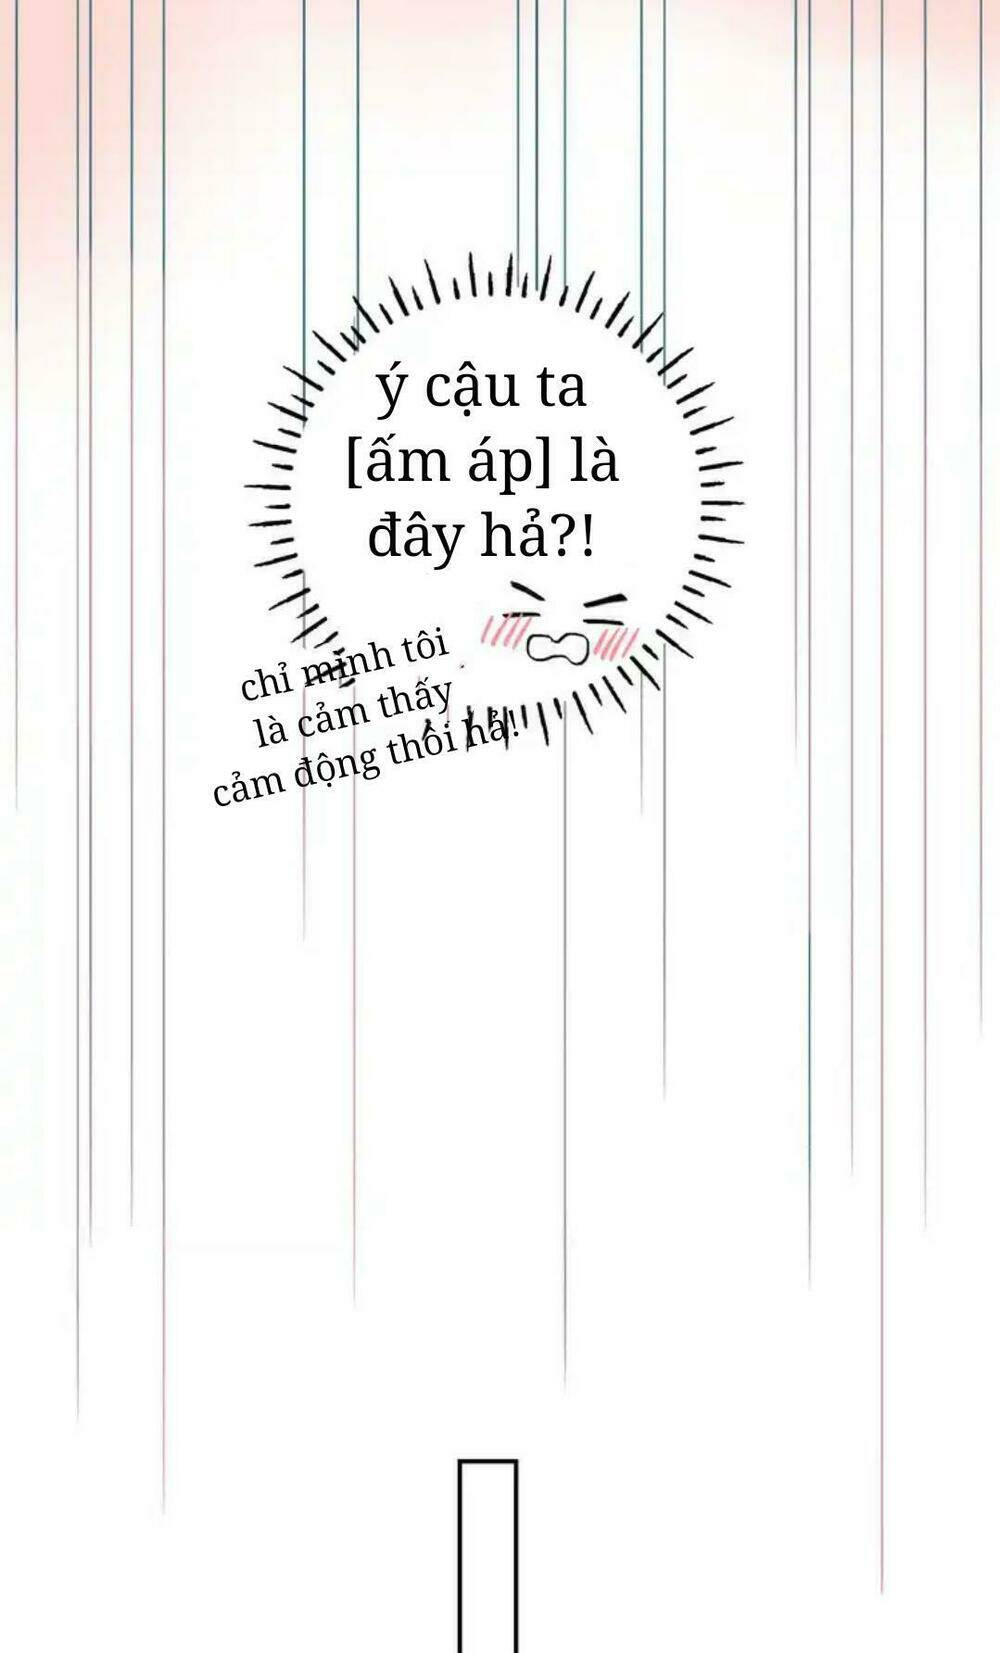 ý cậu ta
[ấm áp] là
đây hả?!
chỉ mình tôi
là cảm thấy
cảm động thôi hả!